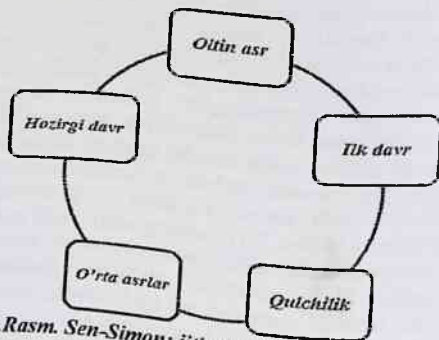 Oltin asr
Hozirgi davr
Ilk davr
O'rta asrlar
Qulchilik
Rasm. Sen-Simon: